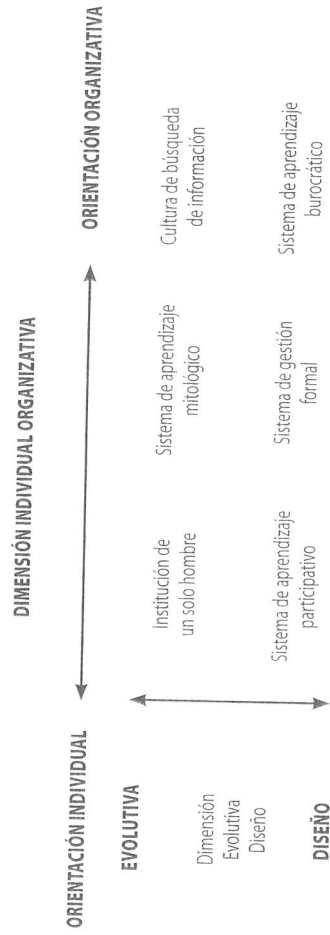 DIMENSIÓN INDIVIDUAL ORGANIZATIVA
ORIENTACIÓN INDIVIDUAL
ORIENTACIÓN ORGANIZATIVA
EVOLUTIVA
Institución de
un solo hombre
Sistema de aprendizaje
mitológico
Cultura de búsqueda
de información
Dimensión
Evolutiva
Diseño
DISEÑO
Sistema de aprendizaje
participativo
Sistema de gestión
formal
Sistema de aprendizaje
burocrático